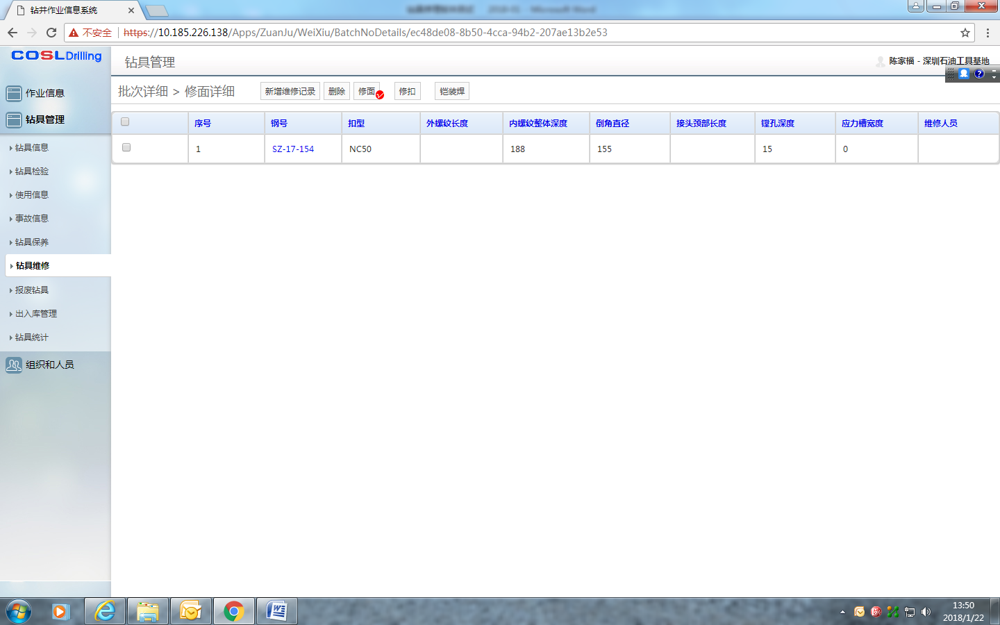 钻井作业信息系统
不安全 https://10.185.226.138/Apps/ZuanJu/WeiXiu/BatchNoDetails/ec48de08-8b50-4cca-94b2-207ae13b2e53
COSL Drilling
钻具管理
陈家福 - 深圳石油工具基地
批次详细 > 修面详细
新增维修记录 删除 修面 修扣 铠装焊
作业信息
钻具管理
钻具信息
钻具检验
使用信息
事故信息
钻具保养
钻具维修
报废钻具
出入库管理
钻具统计
组织和人员
序号 钢号 扣型 外螺纹长度 内螺纹整体深度 倒角直径 接头颈部长度 镗孔深度 应力槽宽度 维修人员
1 SZ-17-154 NC50 188 155 15 0
13:50
2018/1/22